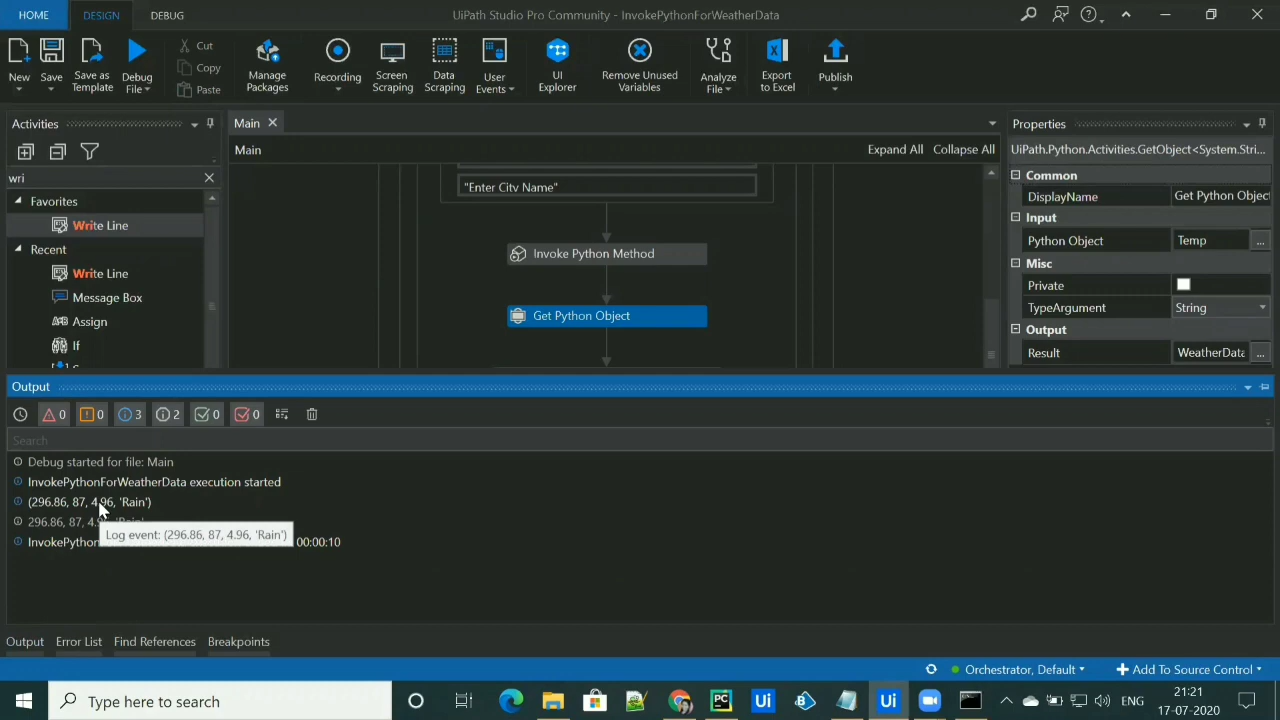 HOME
DESIGN
DEBUG
UiPath Studio Pro Community - InvokePythonForWeatherData
New
Save
Save as Template
Debug File
Cut
Copy
Paste
Manage Packages
Recording
Screen Scraping
Data Scraping
User Events
UI Explorer
Remove Unused Variables
Analyze File
Export to Excel
Publish
Activities
Main
Properties
Main
Expand All
Collapse All
UiPath.Python.Activities.GetObject<System.Stri...
wri
"Enter City Name"
Common
DisplayName
Get Python Object
Favorites
Write Line
Input
Python Object
Temp
...
Recent
Invoke Python Method
Misc
Write Line
Private
Message Box
TypeArgument
String
Assign
Get Python Object
Output
If
Result
WeatherData
...
Output
0
0
3
2
0
0
Search
Debug started for file: Main
InvokePythonForWeatherData execution started
(296.86, 87, 4.96, 'Rain')
296.86, 87, 4.96, 'Rain'
Log event: (296.86, 87, 4.96, 'Rain')
InvokePython
00:00:10
Output
Error List
Find References
Breakpoints
Orchestrator, Default
Add To Source Control
Type here to search
PC
Ui
Ui
ENG
21:21
17-07-2020